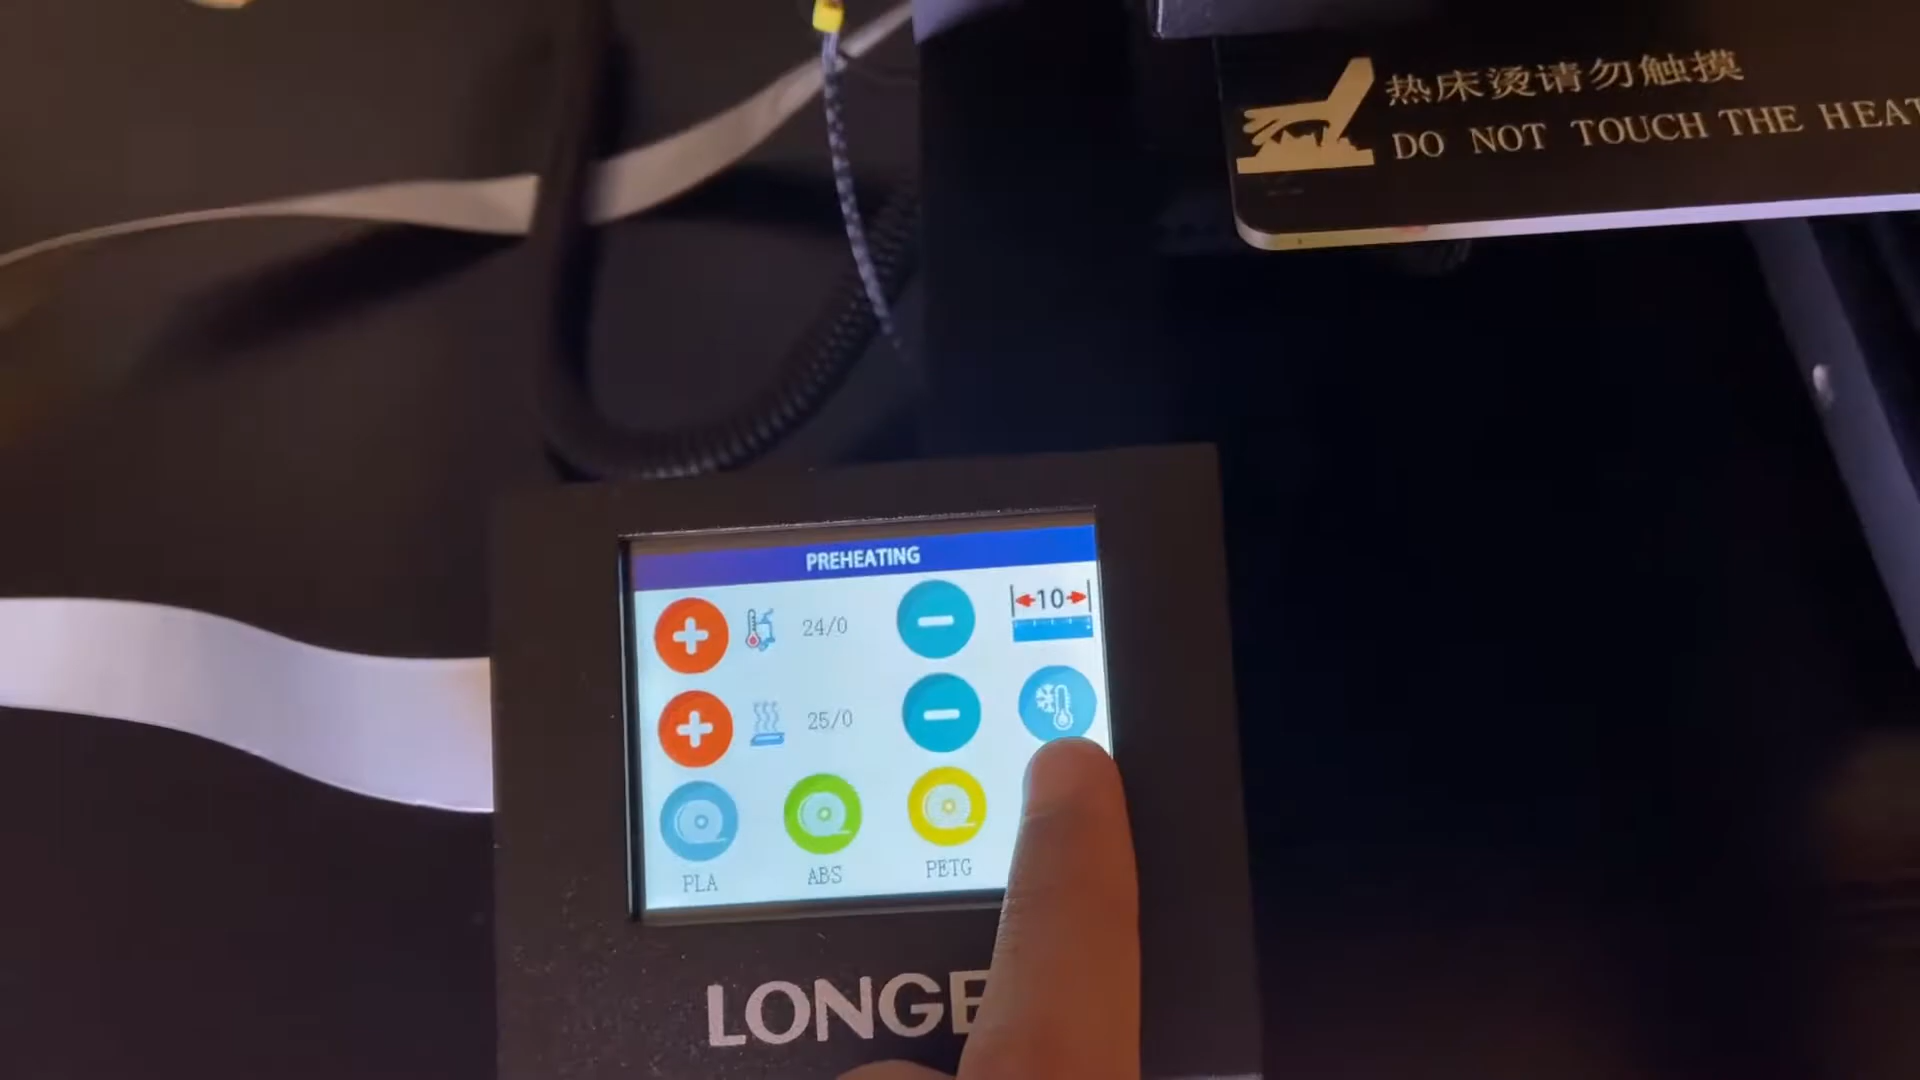 热床烫请勿触摸
DO NOT TOUCH THE HEAT
PREHEATING
24/0
10
25/0
PLA
ABS
PETG
LONGE